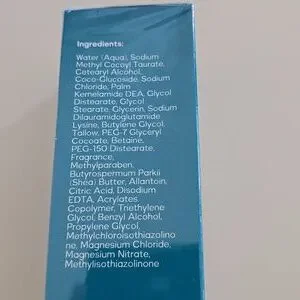 Ingredients:
Water (Aqua), Sodium
Methyl Cocoyl Taurate,
Cetearyl Alcohol,
Coco-Glucoside, Sodium
Chloride, Palm
Kernelamide DEA, Glycol
Distearate, Glycol
Stearate, Glycerin, Sodium
Dilauramidoglutamide
Lysine, Butylene Glycol,
Tallow, PEG-7 Glyceryl
Cocoate, Betaine,
PEG-150 Distearate,
Fragrance,
Methylparaben,
Butyrospermum Parkii
(Shea) Butter, Allantoin,
Citric Acid, Disodium
EDTA, Acrylates
Copolymer, Triethylene
Glycol, Benzyl Alcohol,
Propylene Glycol,
Methylchloroisothiazolino
ne, Magnesium Chloride,
Magnesium Nitrate,
Methylisothiazolinone